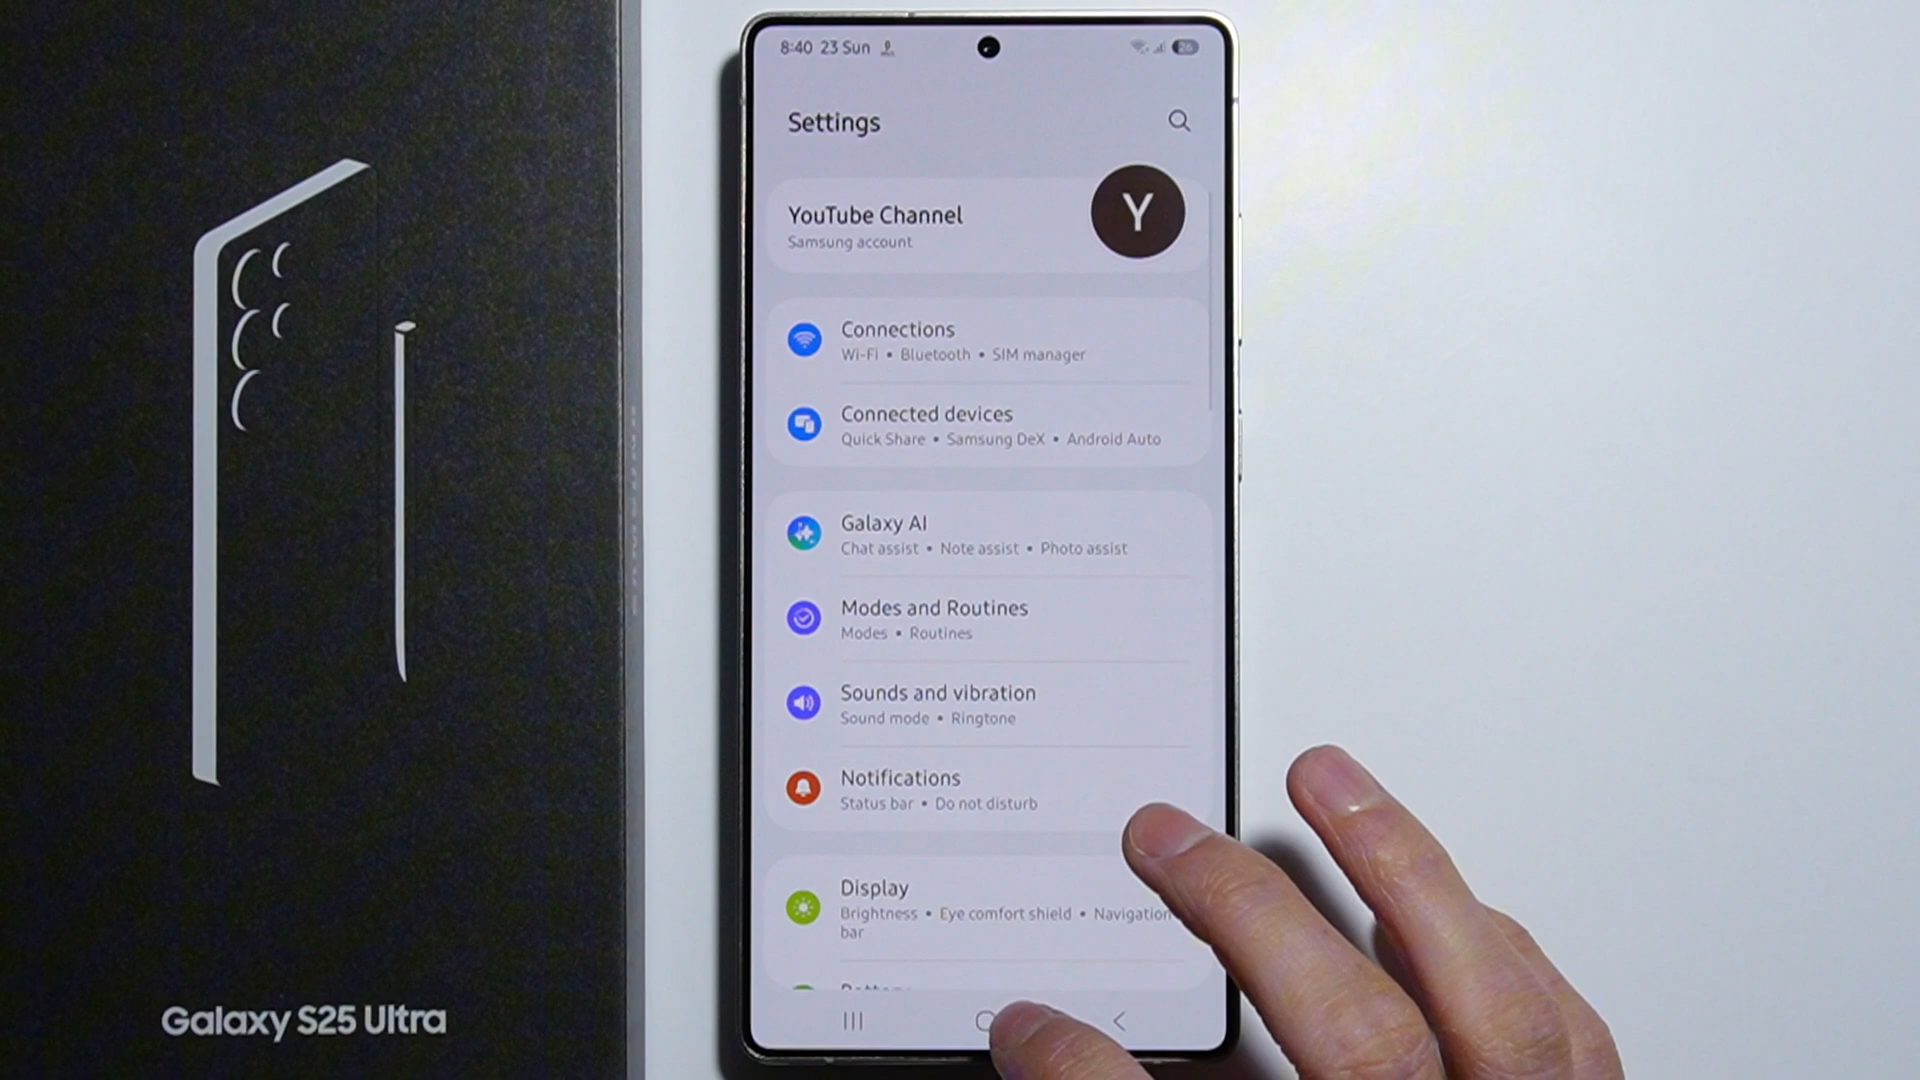 8:40 23 Sun
26
Settings
YouTube Channel
Y
Samsung account
Connections
Wi-Fi • Bluetooth • SIM manager
Connected devices
Quick Share • Samsung DeX • Android Auto
Galaxy AI
Chat assist • Note assist • Photo assist
Modes and Routines
Modes • Routines
Sounds and vibration
Sound mode • Ringtone
Notifications
Status bar • Do not disturb
Display
Brightness • Eye comfort shield • Navigation
bar
Galaxy S25 Ultra